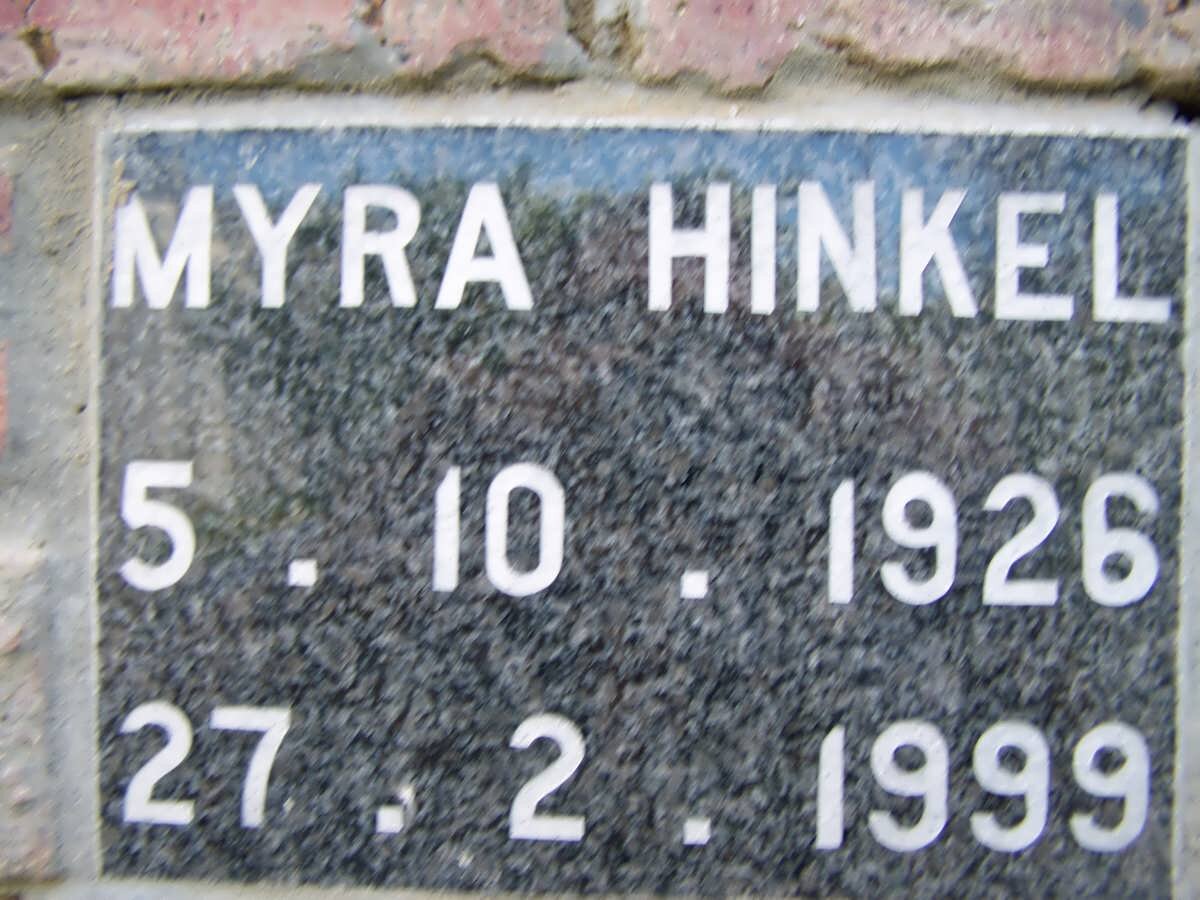 MYRA HINKEL
5 . 10 . 1926
27 . 2 . 1999